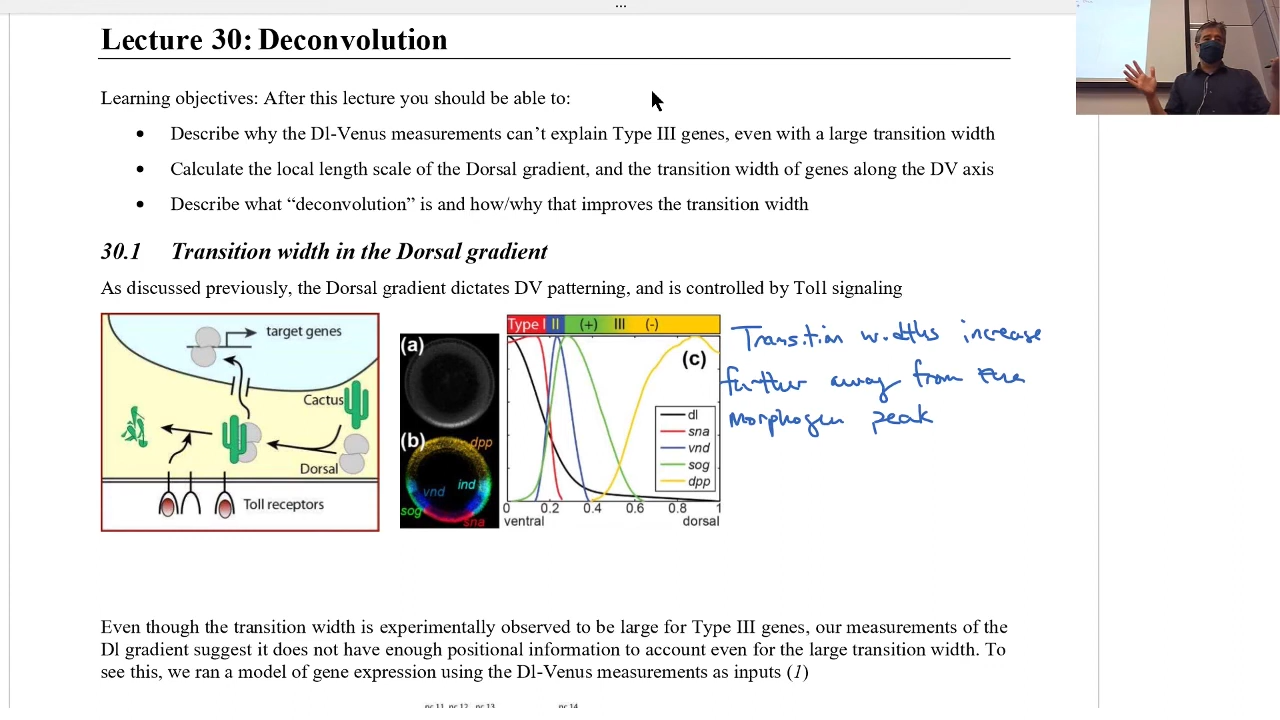 ...
Lecture 30: Deconvolution
Learning objectives: After this lecture you should be able to:
• Describe why the Dl-Venus measurements can’t explain Type III genes, even with a large transition width
• Calculate the local length scale of the Dorsal gradient, and the transition width of genes along the DV axis
• Describe what “deconvolution” is and how/why that improves the transition width
30.1 Transition width in the Dorsal gradient
As discussed previously, the Dorsal gradient dictates DV patterning, and is controlled by Toll signaling
target genes
Cactus
Dorsal
Toll receptors
(a)
(b)
dpp
ind
vnd
sog
sna
Type I II (+) III (-)
(c)
dl
sna
vnd
sog
dpp
0 0.2 0.4 0.6 0.8 1
ventral dorsal
Transition widths increase
further away from the
morphogen peak
Even though the transition width is experimentally observed to be large for Type III genes, our measurements of the
Dl gradient suggest it does not have enough positional information to account even for the large transition width. To
see this, we ran a model of gene expression using the Dl-Venus measurements as inputs (1)
nc 11 nc 12 nc 13 nc 14